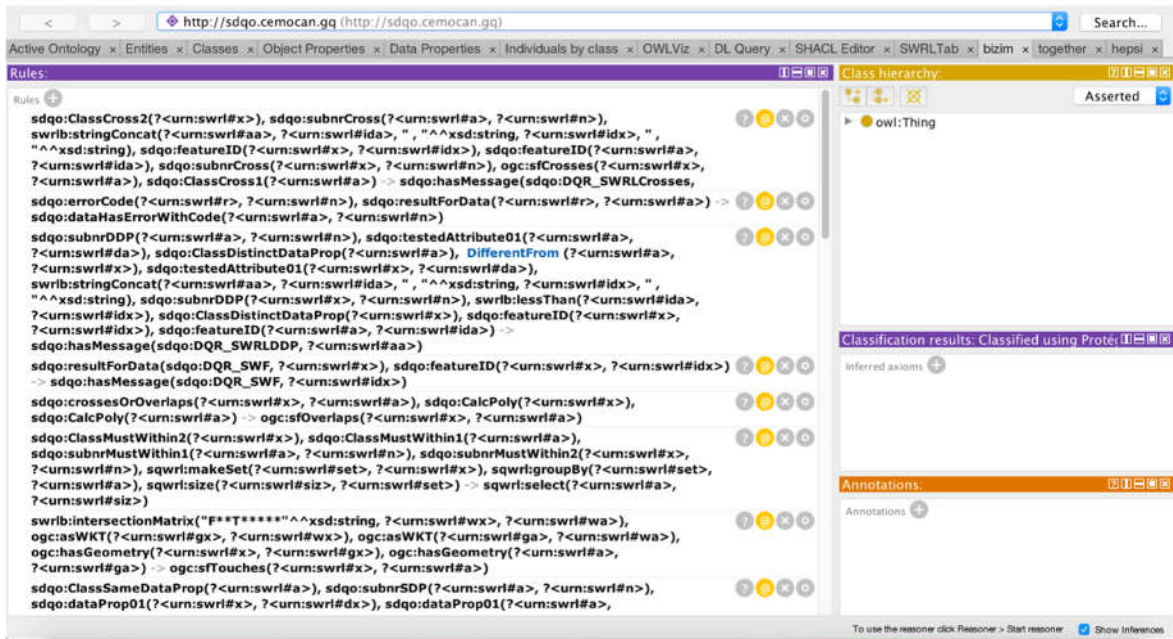 < > http://sdqo.cemocan.gq (http://sdqo.cemocan.gq) Search...
Active Ontology × Entities × Classes × Object Properties × Data Properties × Individuals by class × OWLViz × DL Query × SHACL Editor × SWRLTab × bizim × together × hepsi ×
Rules:
Rules
sdqo:ClassCross2(?<urn:swrl#x>), sdqo:subnrCross(?<urn:swrl#a>, ?<urn:swrl#n>),
swrlb:stringConcat(?<urn:swrl#aa>, ?<urn:swrl#ida>, " , "^^xsd:string, ?<urn:swrl#idx>, " ,
"^^xsd:string), sdqo:featureID(?<urn:swrl#x>, ?<urn:swrl#idx>), sdqo:featureID(?<urn:swrl#a>,
?<urn:swrl#ida>), sdqo:subnrCross(?<urn:swrl#x>, ?<urn:swrl#n>), ogc:sfCrosses(?<urn:swrl#x>,
?<urn:swrl#a>), sdqo:ClassCross1(?<urn:swrl#a>) -> sdqo:hasMessage(sdqo:DQR_SWRLCrosses,
sdqo:errorCode(?<urn:swrl#r>, ?<urn:swrl#n>), sdqo:resultForData(?<urn:swrl#r>, ?<urn:swrl#a>) ->
sdqo:dataHasErrorWithCode(?<urn:swrl#a>, ?<urn:swrl#n>)
sdqo:subnrDDP(?<urn:swrl#a>, ?<urn:swrl#n>), sdqo:testedAttribute01(?<urn:swrl#a>,
?<urn:swrl#da>), sdqo:ClassDistinctDataProp(?<urn:swrl#a>), DifferentFrom (?<urn:swrl#a>,
?<urn:swrl#x>), sdqo:testedAttribute01(?<urn:swrl#x>, ?<urn:swrl#da>),
swrlb:stringConcat(?<urn:swrl#aa>, ?<urn:swrl#ida>, " , "^^xsd:string, ?<urn:swrl#idx>, " ,
"^^xsd:string), sdqo:subnrDDP(?<urn:swrl#x>, ?<urn:swrl#n>), swrlb:lessThan(?<urn:swrl#ida>,
?<urn:swrl#idx>), sdqo:ClassDistinctDataProp(?<urn:swrl#x>), sdqo:featureID(?<urn:swrl#x>,
?<urn:swrl#idx>), sdqo:featureID(?<urn:swrl#a>, ?<urn:swrl#ida>) ->
sdqo:hasMessage(sdqo:DQR_SWRLDDP, ?<urn:swrl#aa>)
sdqo:resultForData(sdqo:DQR_SWF, ?<urn:swrl#x>), sdqo:featureID(?<urn:swrl#x>, ?<urn:swrl#idx>)
-> sdqo:hasMessage(sdqo:DQR_SWF, ?<urn:swrl#idx>)
sdqo:crossesOrOverlaps(?<urn:swrl#x>, ?<urn:swrl#a>), sdqo:CalcPoly(?<urn:swrl#x>),
sdqo:CalcPoly(?<urn:swrl#a>) -> ogc:sfOverlaps(?<urn:swrl#x>, ?<urn:swrl#a>)
sdqo:ClassMustWithin2(?<urn:swrl#x>), sdqo:ClassMustWithin1(?<urn:swrl#a>),
sdqo:subnrMustWithin1(?<urn:swrl#a>, ?<urn:swrl#n>), sdqo:subnrMustWithin2(?<urn:swrl#x>,
?<urn:swrl#n>), sqwrl:makeSet(?<urn:swrl#set>, ?<urn:swrl#x>), sqwrl:groupBy(?<urn:swrl#set>,
?<urn:swrl#a>), sqwrl:size(?<urn:swrl#siz>, ?<urn:swrl#set>) -> sqwrl:select(?<urn:swrl#a>,
?<urn:swrl#siz>)
swrlb:intersectionMatrix("F**T*****"^^xsd:string, ?<urn:swrl#wx>, ?<urn:swrl#wa>),
ogc:asWKT(?<urn:swrl#gx>, ?<urn:swrl#wx>), ogc:asWKT(?<urn:swrl#ga>, ?<urn:swrl#wa>),
ogc:hasGeometry(?<urn:swrl#x>, ?<urn:swrl#gx>), ogc:hasGeometry(?<urn:swrl#a>,
?<urn:swrl#ga>) -> ogc:sfTouches(?<urn:swrl#x>, ?<urn:swrl#a>)
sdqo:ClassSameDataProp(?<urn:swrl#a>), sdqo:subnrSDP(?<urn:swrl#a>, ?<urn:swrl#n>),
sdqo:dataProp01(?<urn:swrl#x>, ?<urn:swrl#dx>), sdqo:dataProp01(?<urn:swrl#a>,
Class hierarchy:
Asserted
owl:Thing
Classification results: Classified using Proté
Inferred axioms
Annotations:
Annotations
To use the reasoner click Reasoner > Start reasoner Show Inferences